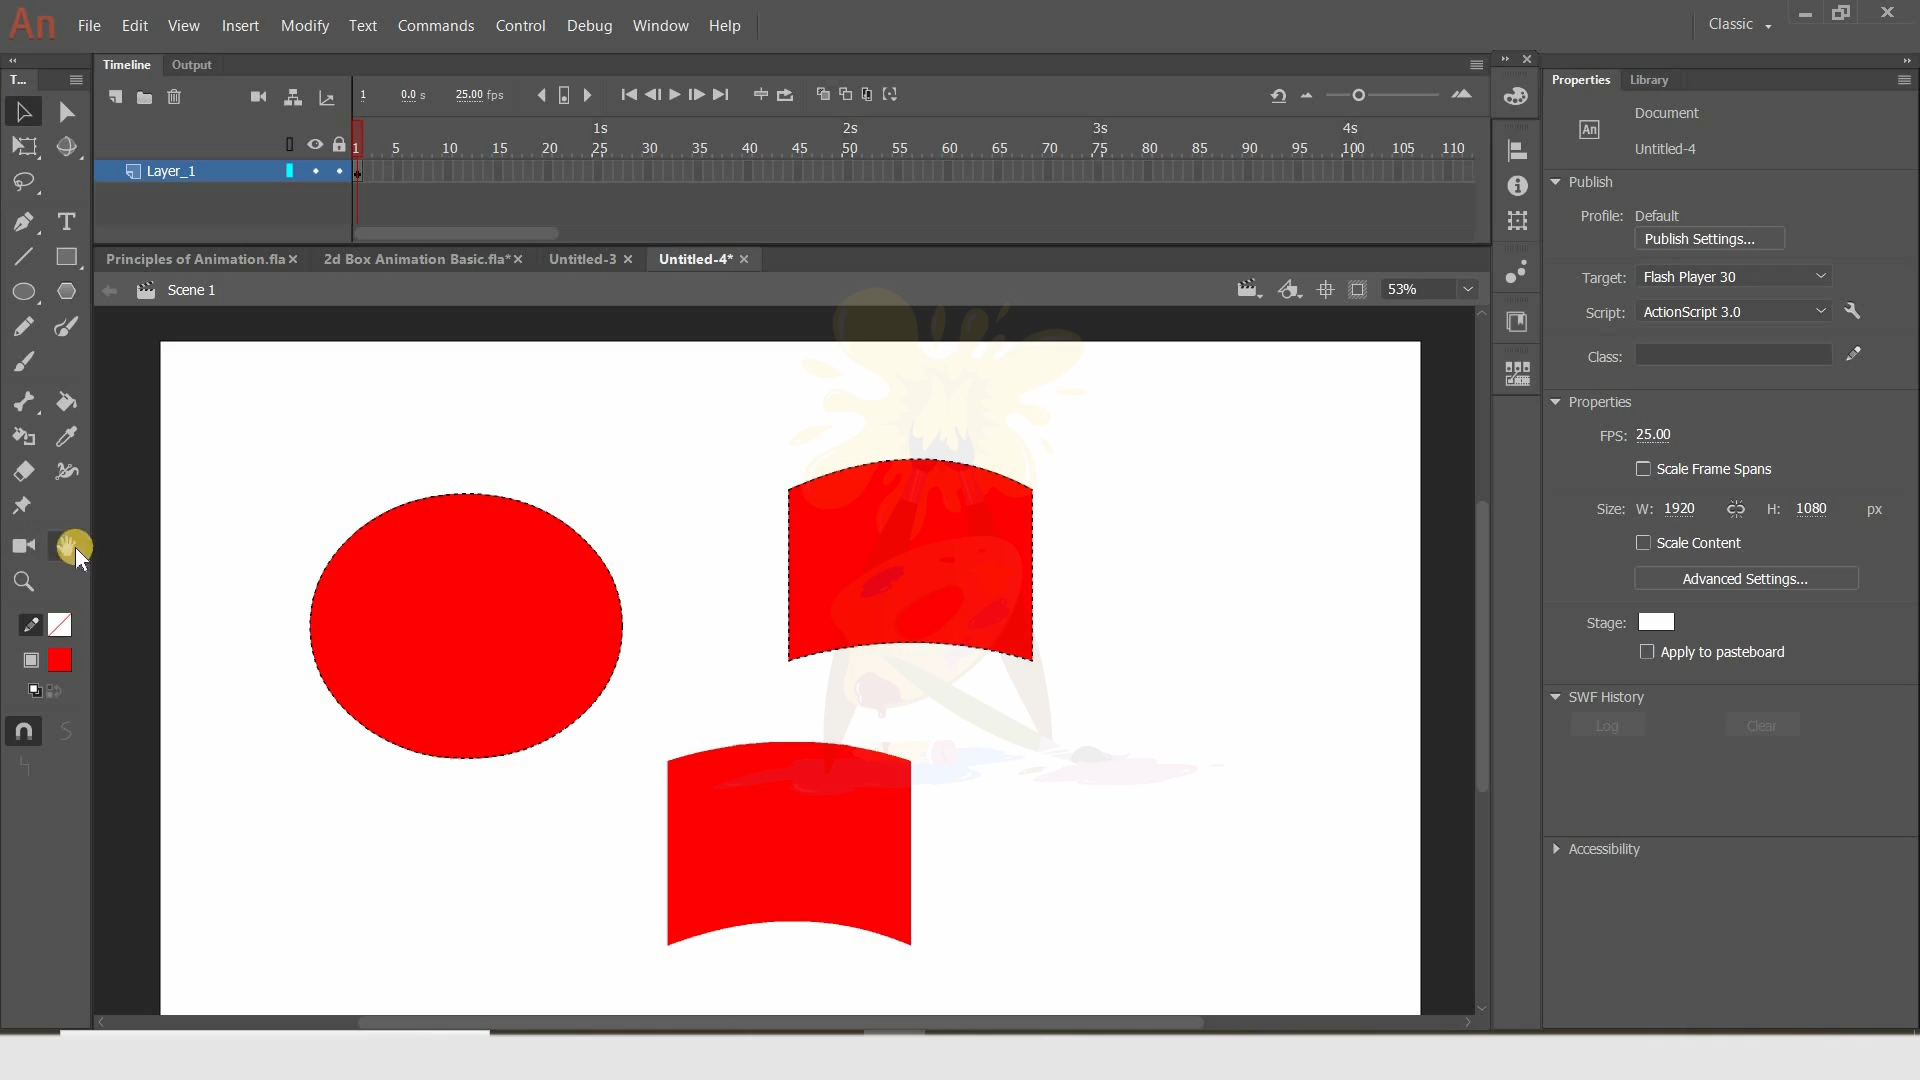 An File Edit View Insert Modify Text Commands Control Debug Window Help Classic
T... Timeline Output Properties Library
1 0.0 s 25.00 fps
Document
An
1s 2s 3s 4s
1 5 10 15 20 25 30 35 40 45 50 55 60 65 70 75 80 85 90 95 100 105 110
Untitled-4
Layer_1
Publish
Profile: Default
Publish Settings...
Principles of Animation.fla 2d Box Animation Basic.fla* Untitled-3 Untitled-4*
Target: Flash Player 30
Scene 1 53%
Script: ActionScript 3.0
Class:
Properties
FPS: 25.00
Scale Frame Spans
Size: W: 1920 H: 1080 px
Scale Content
Advanced Settings...
Stage:
Apply to pasteboard
SWF History
Log Clear
Accessibility